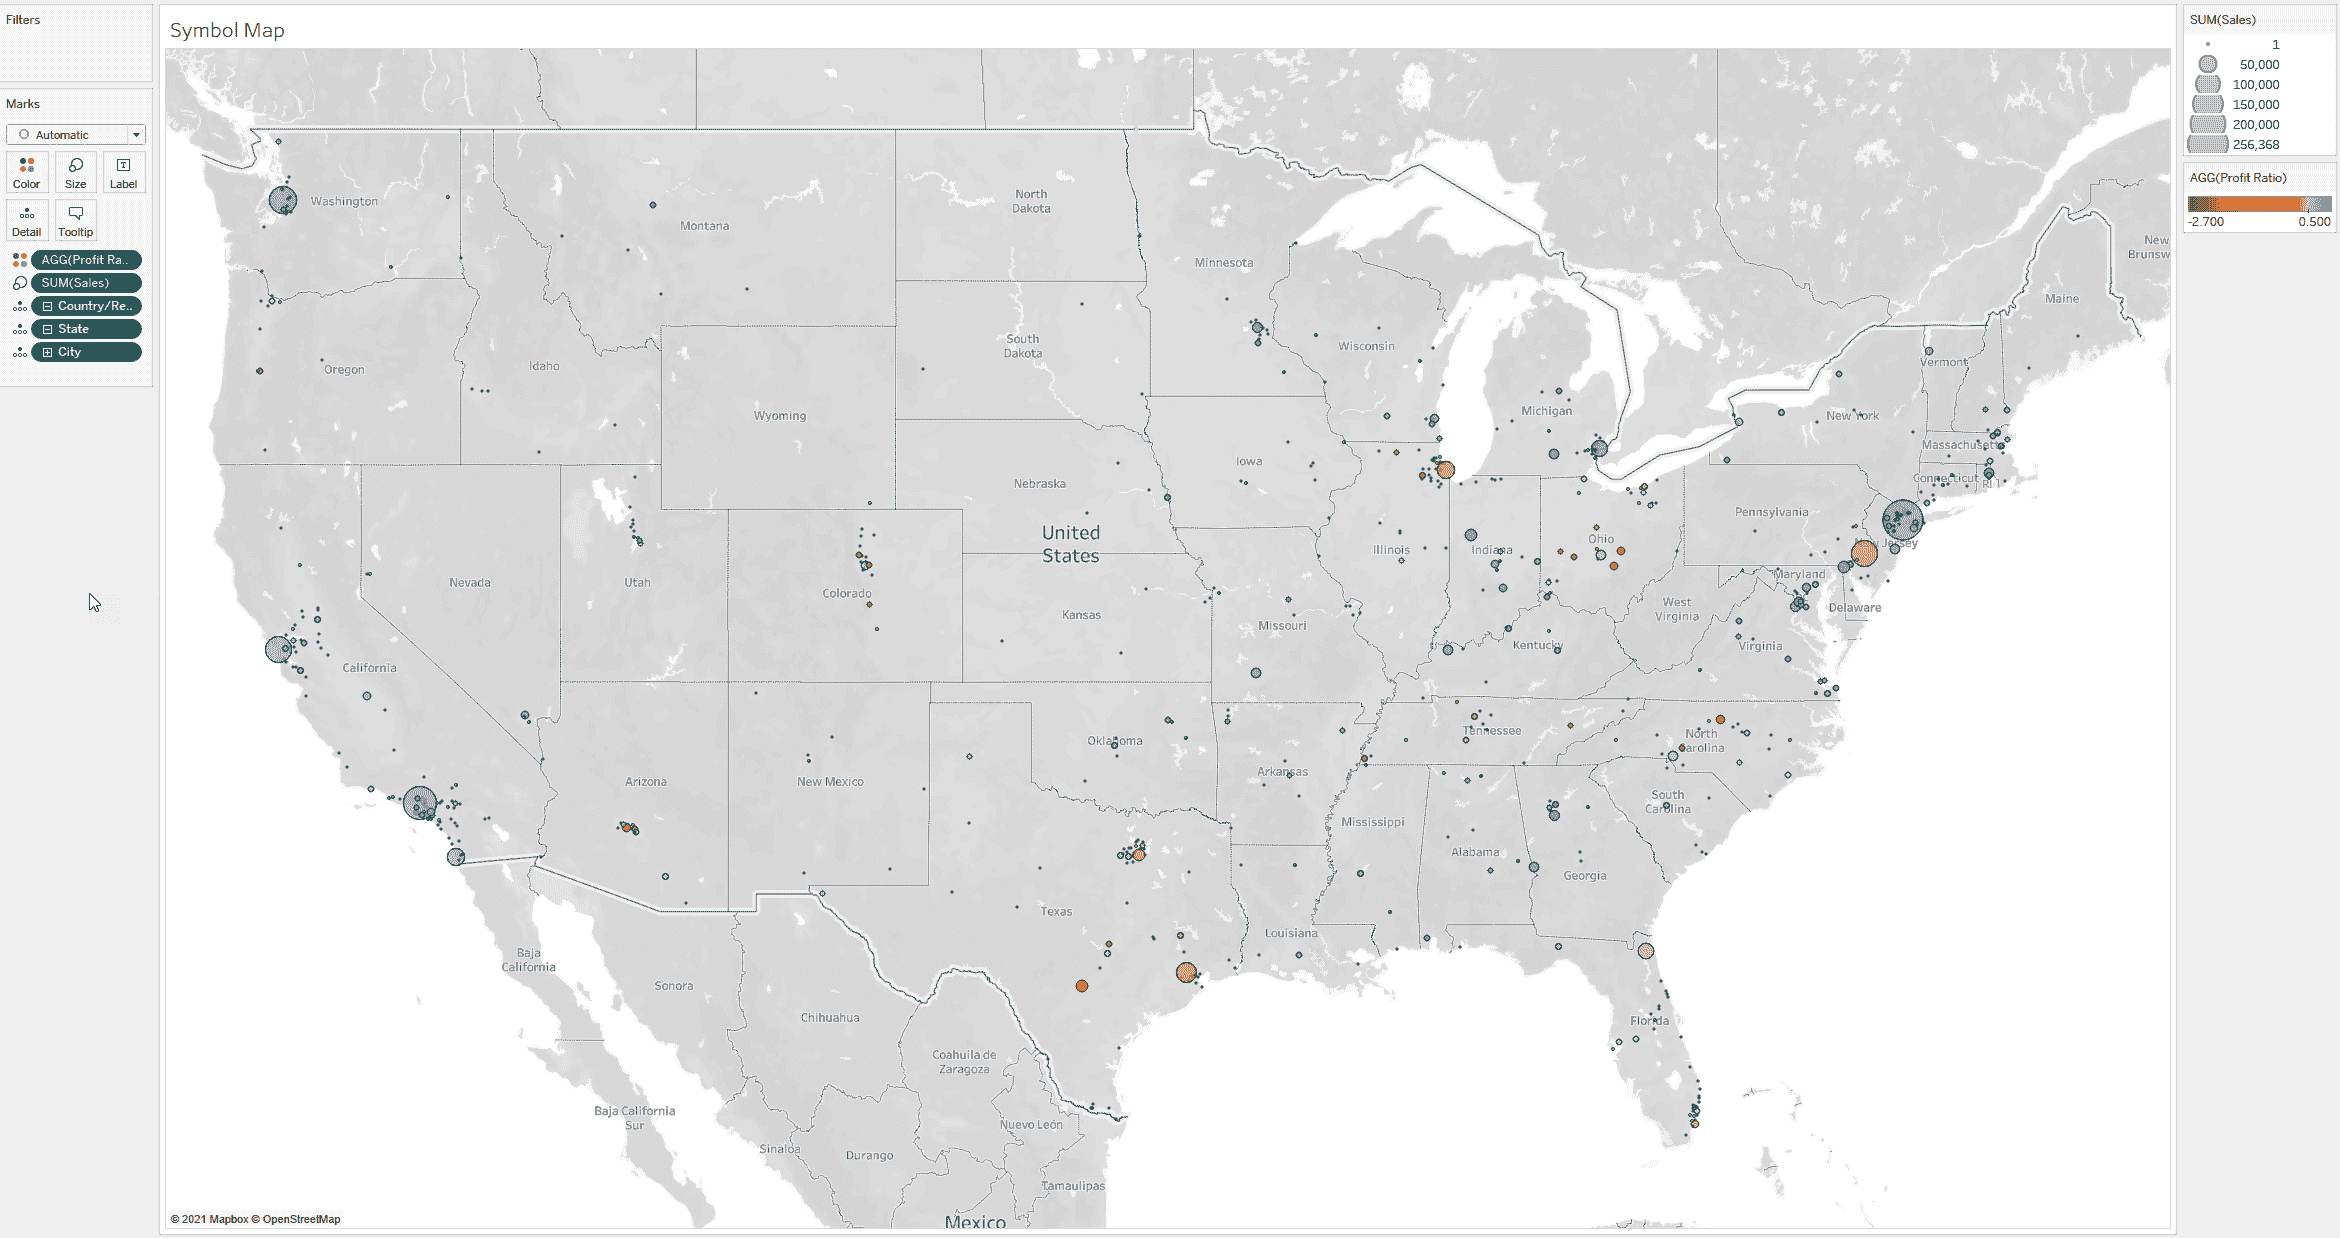 Filters
Marks
Automatic
Color
Size
Label
Detail
Tooltip
AGG(Profit Ra..
SUM(Sales)
Country/Re..
State
City
Symbol Map
Washington
Montana
North
Dakota
Minnesota
South
Dakota
Wisconsin
Michigan
Maine
New
Brunsw
Vermont
New York
Massachusett
Connecticut
RI
Oregon
Idaho
Wyoming
Iowa
Nebraska
Pennsylvania
New Jersey
United
States
Illinois
Indiana
Ohio
Maryland
Delaware
Nevada
Utah
Colorado
Kansas
Missouri
West
Virginia
Kentucky
Virginia
California
Arizona
New Mexico
Oklahoma
Arkansas
Tennessee
North
Carolina
South
Carolina
Mississippi
Alabama
Georgia
Texas
Louisiana
Florida
Baja
California
Sonora
Chihuahua
Coahuila de
Zaragoza
Baja California
Sur
Nuevo León
Sinaloa
Durango
Tamaulipas
Mexico
© 2021 Mapbox © OpenStreetMap
SUM(Sales)
1
50,000
100,000
150,000
200,000
256,368
AGG(Profit Ratio)
-2.700 0.500